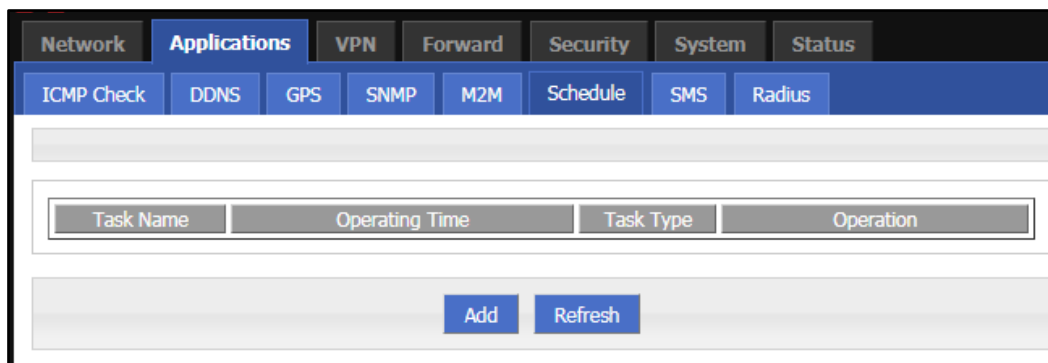 Network Applications VPN Forward Security System Status
ICMP Check DDNS GPS SNMP M2M Schedule SMS Radius
Task Name Operating Time Task Type Operation
Add Refresh